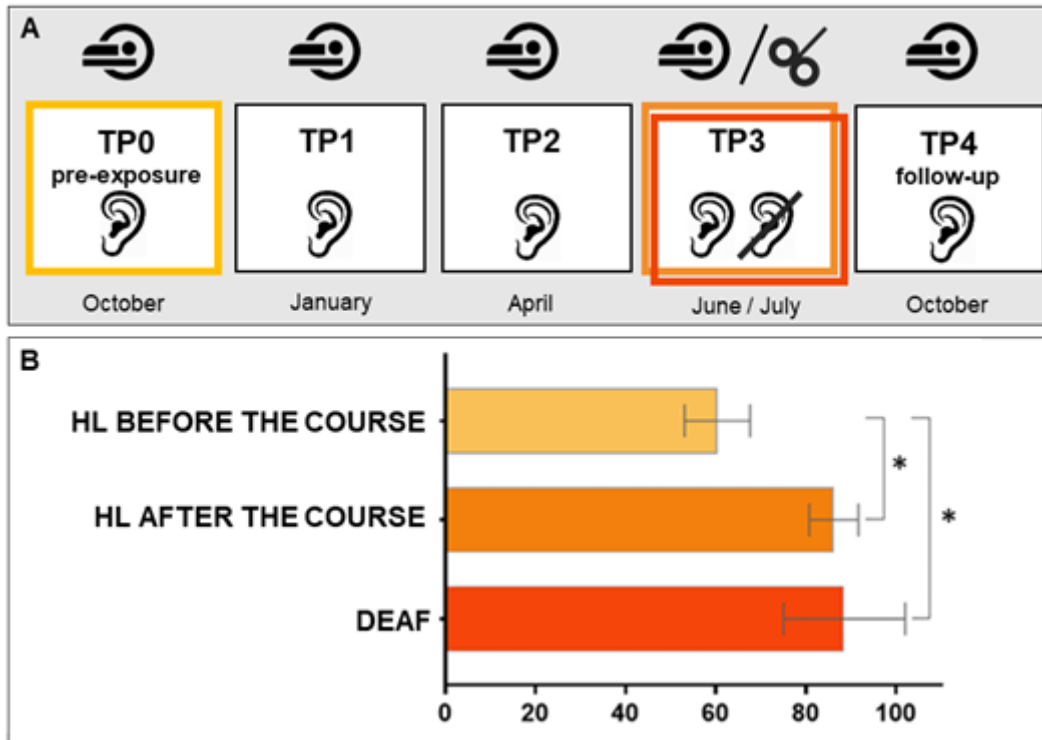 A
TP0
pre-exposure
TP1
TP2
TP3
TP4
follow-up
October
January
April
June / July
October
B
HL BEFORE THE COURSE
HL AFTER THE COURSE
DEAF
*
*
0 20 40 60 80 100